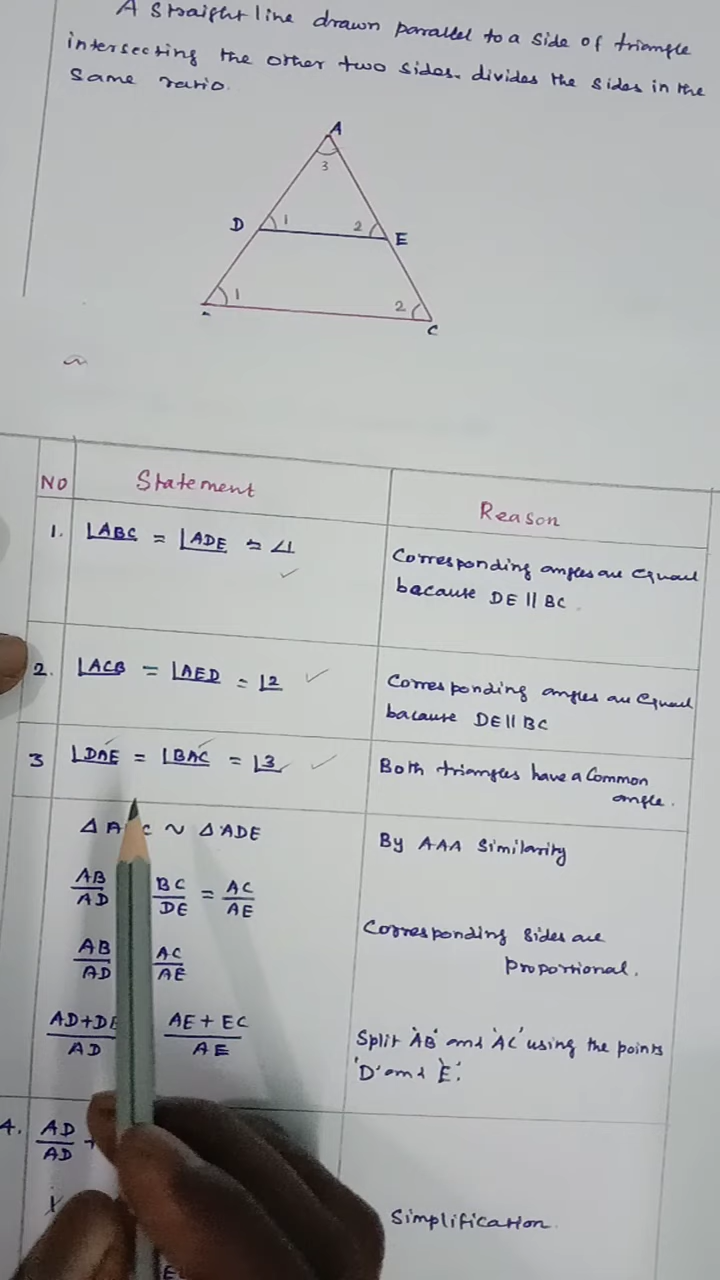 A straight line drawn parallel to a side of triangle
intersecting the other two sides. divides the sides in the
same ratio.
A
3
D 1 2 E
1 2
C
NO Statement Reason
1. ∠ABC = ∠ADE = ∠1
Corresponding angles are equal
because DE || BC.
2. ∠ACB = ∠AED = ∠2
Corresponding angles are equal
bacause DE || BC
3 ∠DAE = ∠BAC = ∠3
Both triangles have a Common
angle.
Δ A C ~ Δ ADE
By AAA Similarity
AB/AD BC/DE = AC/AE
Corresponding sides are
proportional.
AB/AD AC/AE
AD+D /AD AE + EC/AE
Split 'AB' and 'AC' using the points
'D' and 'E'.
4. AD/AD +
Simplification.